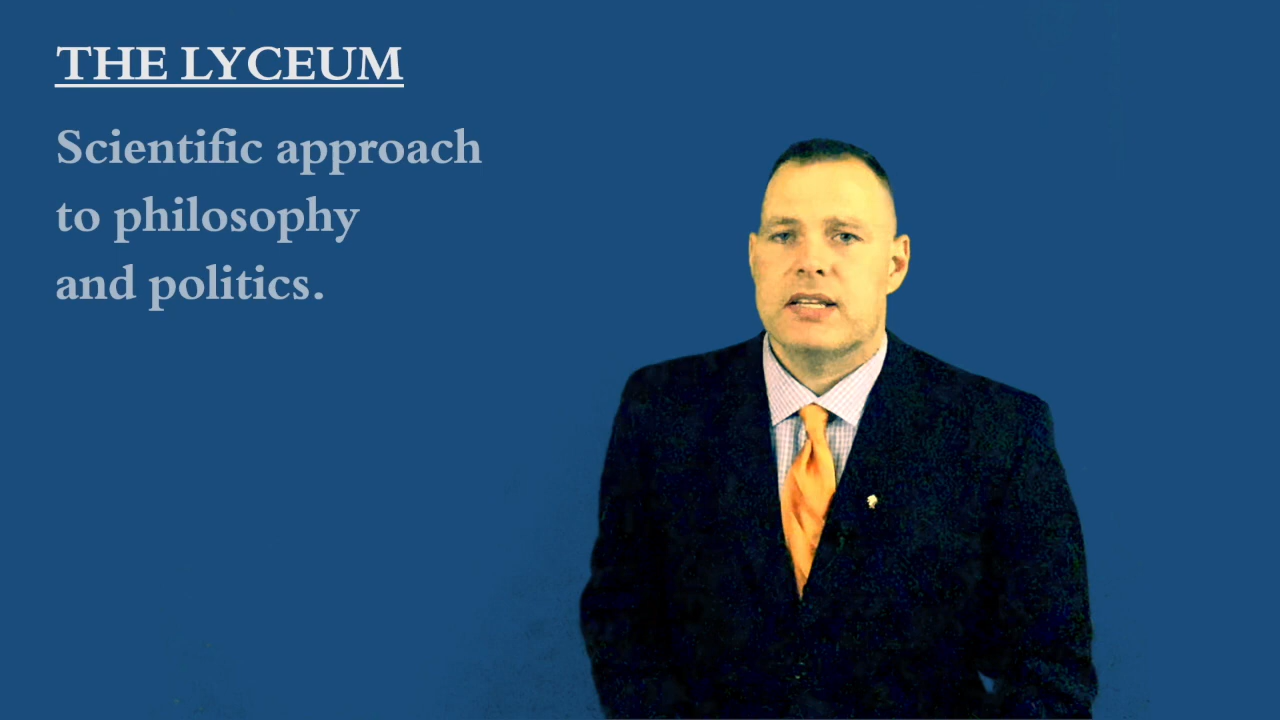 THE LYCEUM
Scientific approach
to philosophy
and politics.